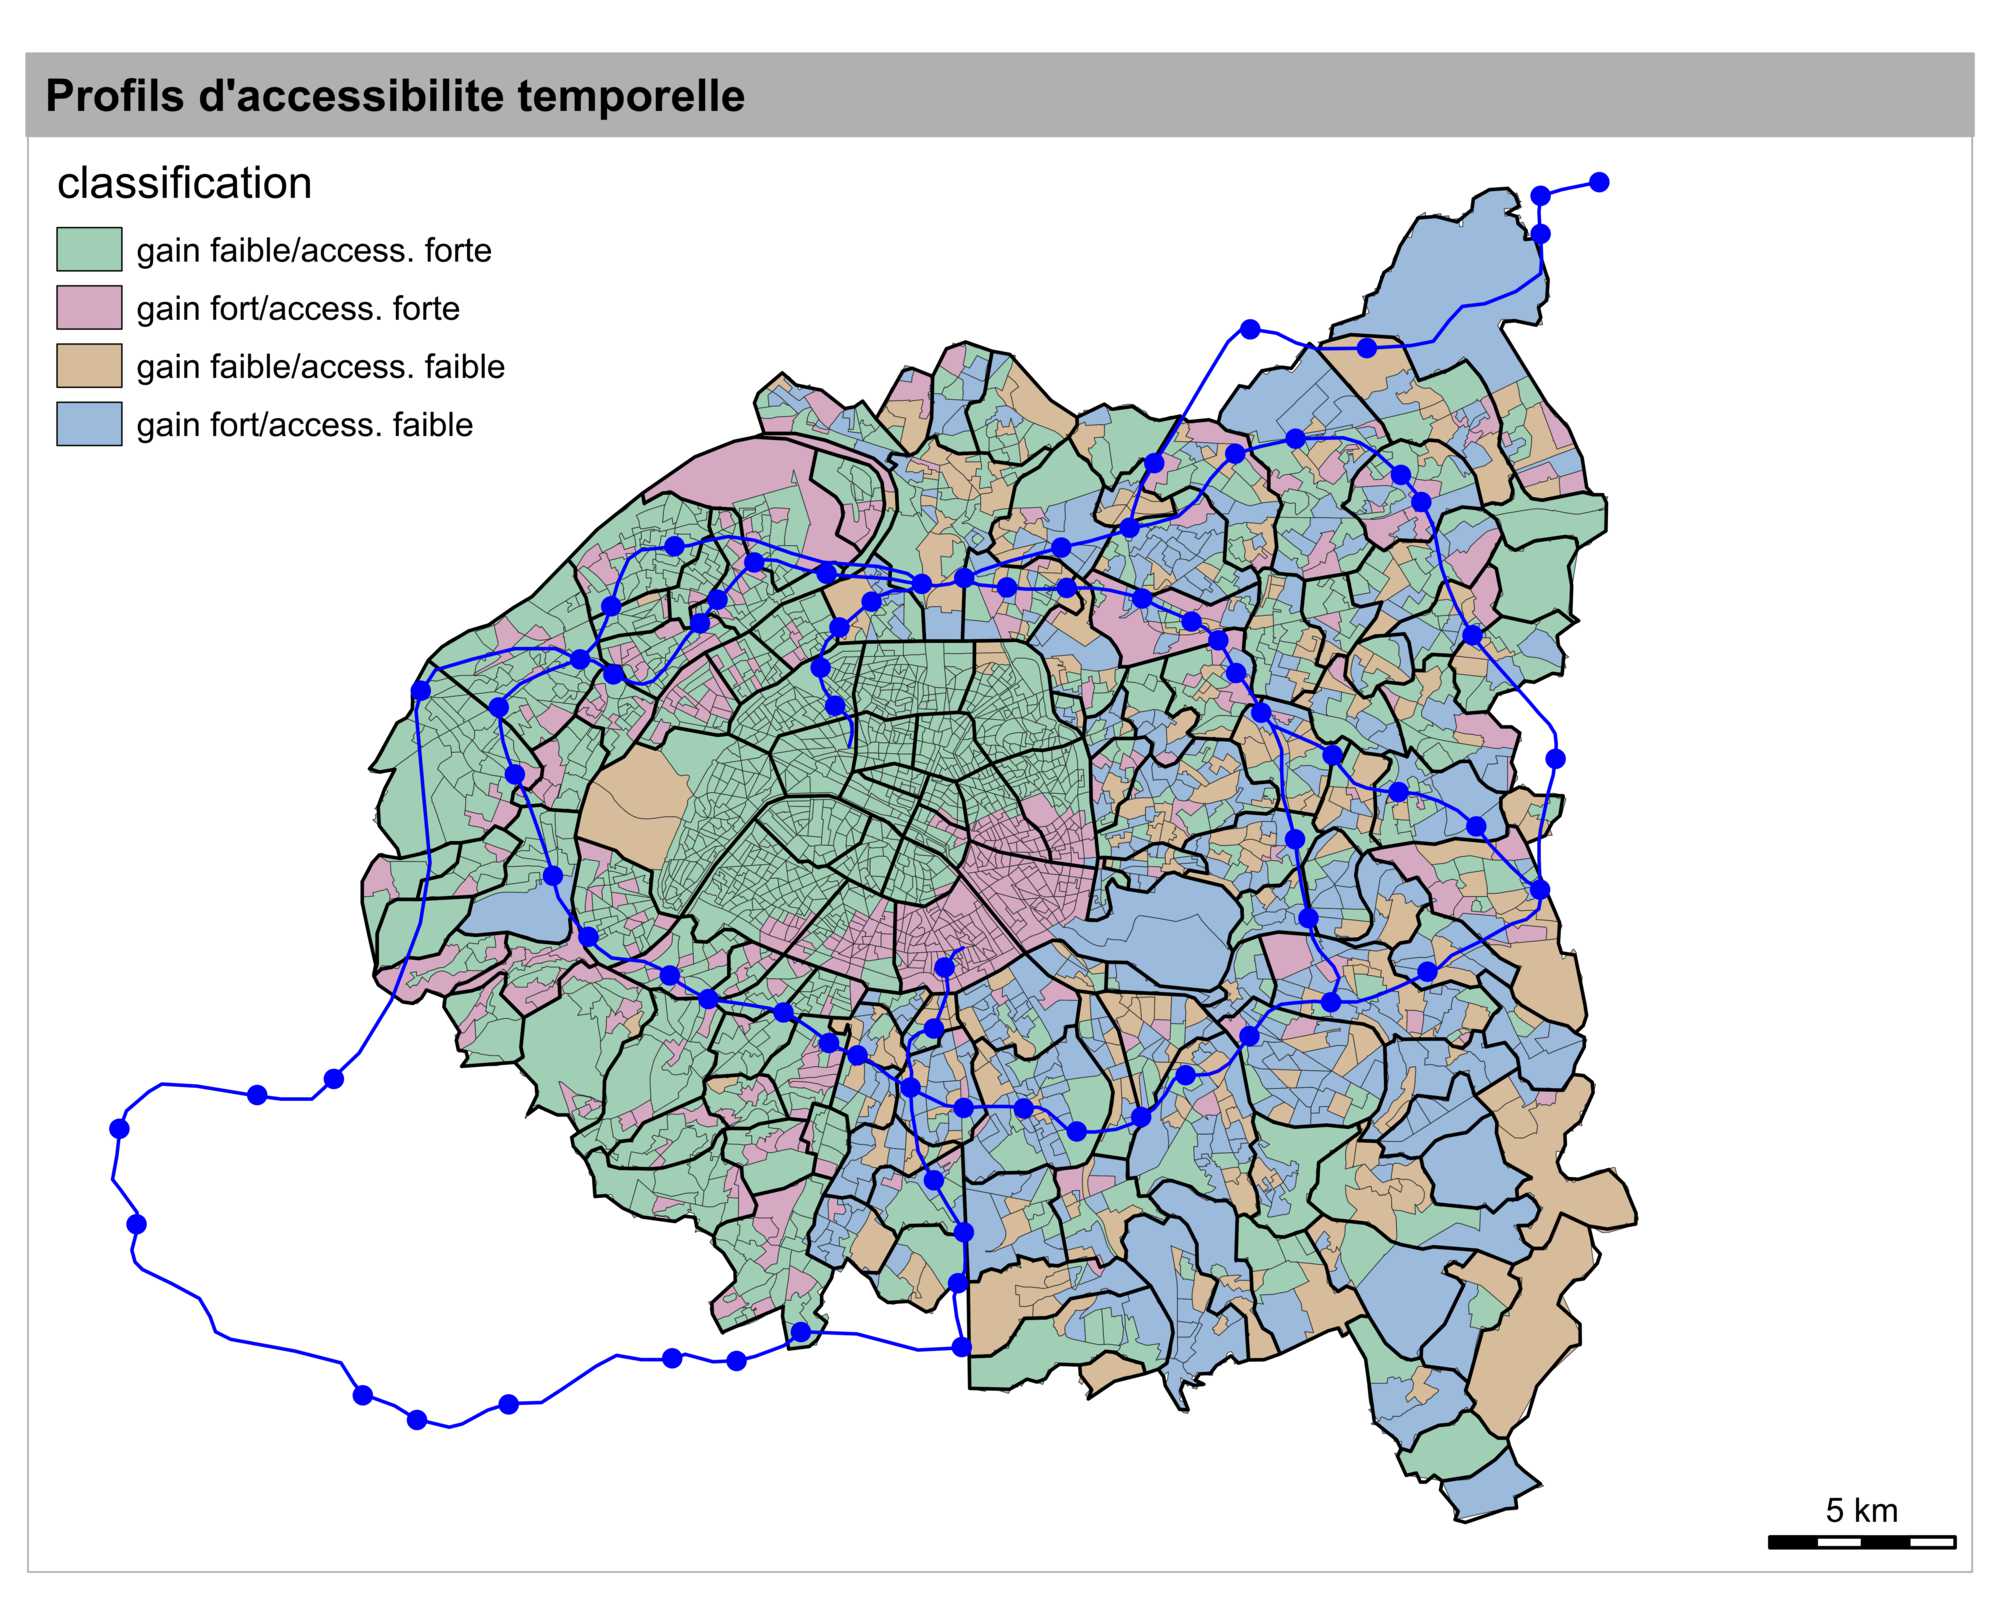 Profils d'accessibilite temporelle
classification
gain faible/access. forte
gain fort/access. forte
gain faible/access. faible
gain fort/access. faible
5 km